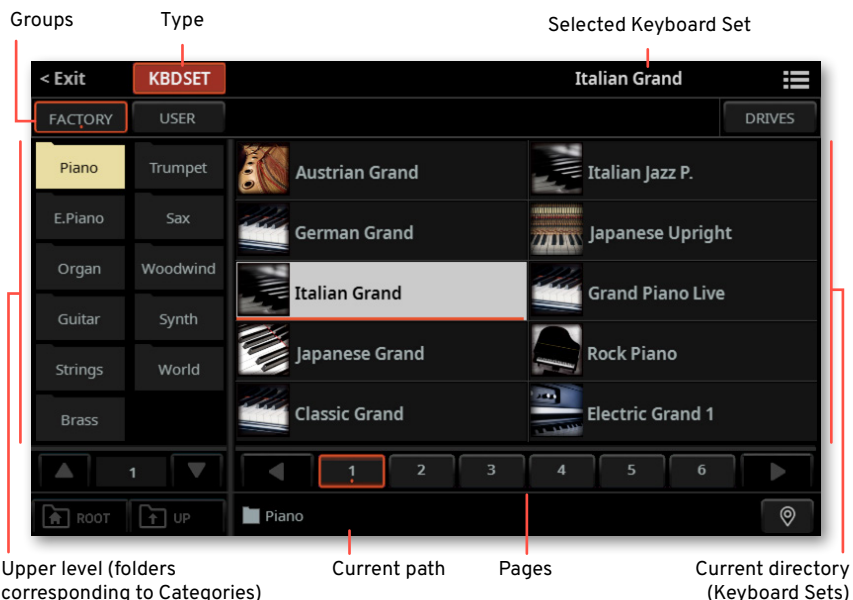 Groups
Type
Selected Keyboard Set
< Exit
KBDSET
Italian Grand
FACTORY
USER
DRIVES
Piano
Trumpet
E.Piano
Sax
Organ
Woodwind
Guitar
Synth
Strings
World
Brass
Austrian Grand
Italian Jazz P.
German Grand
Japanese Upright
Italian Grand
Grand Piano Live
Japanese Grand
Rock Piano
Classic Grand
Electric Grand 1
1
1
2
3
4
5
6
ROOT
UP
Piano
Upper level (folders
corresponding to Categories)
Current path
Pages
Current directory
(Keyboard Sets)